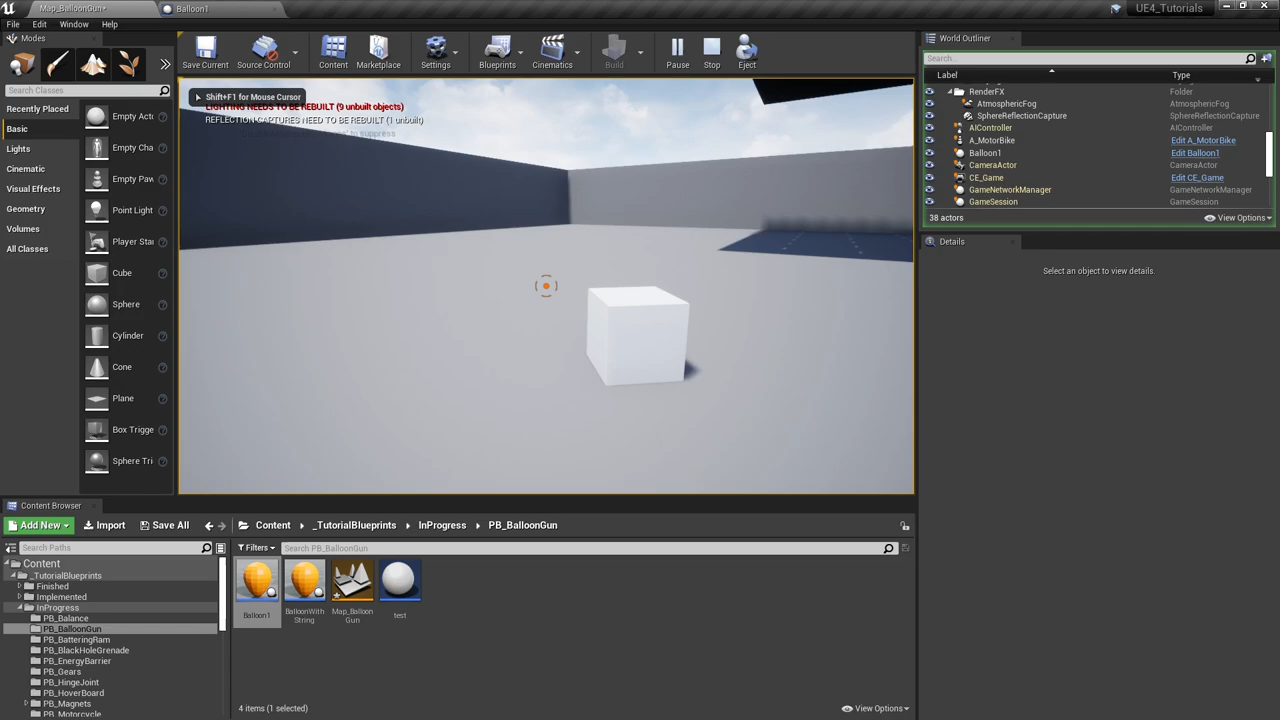 Map_BalloonGun*
Balloon1
UE4_Tutorials
File Edit Window Help
Modes
Search Classes
Recently Placed
Basic
Lights
Cinematic
Visual Effects
Geometry
Volumes
All Classes
Empty Acto
Empty Cha
Empty Paw
Point Light
Player Star
Cube
Sphere
Cylinder
Cone
Plane
Box Trigge
Sphere Tri
Save Current
Source Control
Content
Marketplace
Settings
Blueprints
Cinematics
Build
Pause
Stop
Eject
Shift+F1 for Mouse Cursor
LIGHTING NEEDS TO BE REBUILT (9 unbuilt objects)
REFLECTION CAPTURES NEED TO BE REBUILT (1 unbuilt)
to suppress
World Outliner
Search...
Label Type
RenderFX Folder
AtmosphericFog AtmosphericFog
SphereReflectionCapture SphereReflectionCapture
AIController AIController
A_MotorBike Edit A_MotorBike
Balloon1 Edit Balloon1
CameraActor CameraActor
CE_Game Edit CE_Game
GameNetworkManager GameNetworkManager
GameSession GameSession
38 actors
View Options
Details
Select an object to view details.
Content Browser
Add New
Import
Save All
Content
_TutorialBlueprints
InProgress
PB_BalloonGun
Search Paths
Filters
Search PB_BalloonGun
Content
_TutorialBlueprints
Finished
Implemented
InProgress
PB_Balance
PB_BalloonGun
PB_BatteringRam
PB_BlackHoleGrenade
PB_EnergyBarrier
PB_Gears
PB_HingeJoint
PB_HoverBoard
PB_Magnets
PB_Motorcycle
Balloon1
BalloonWith
String
Map_Balloon
Gun
test
4 items (1 selected)
View Options